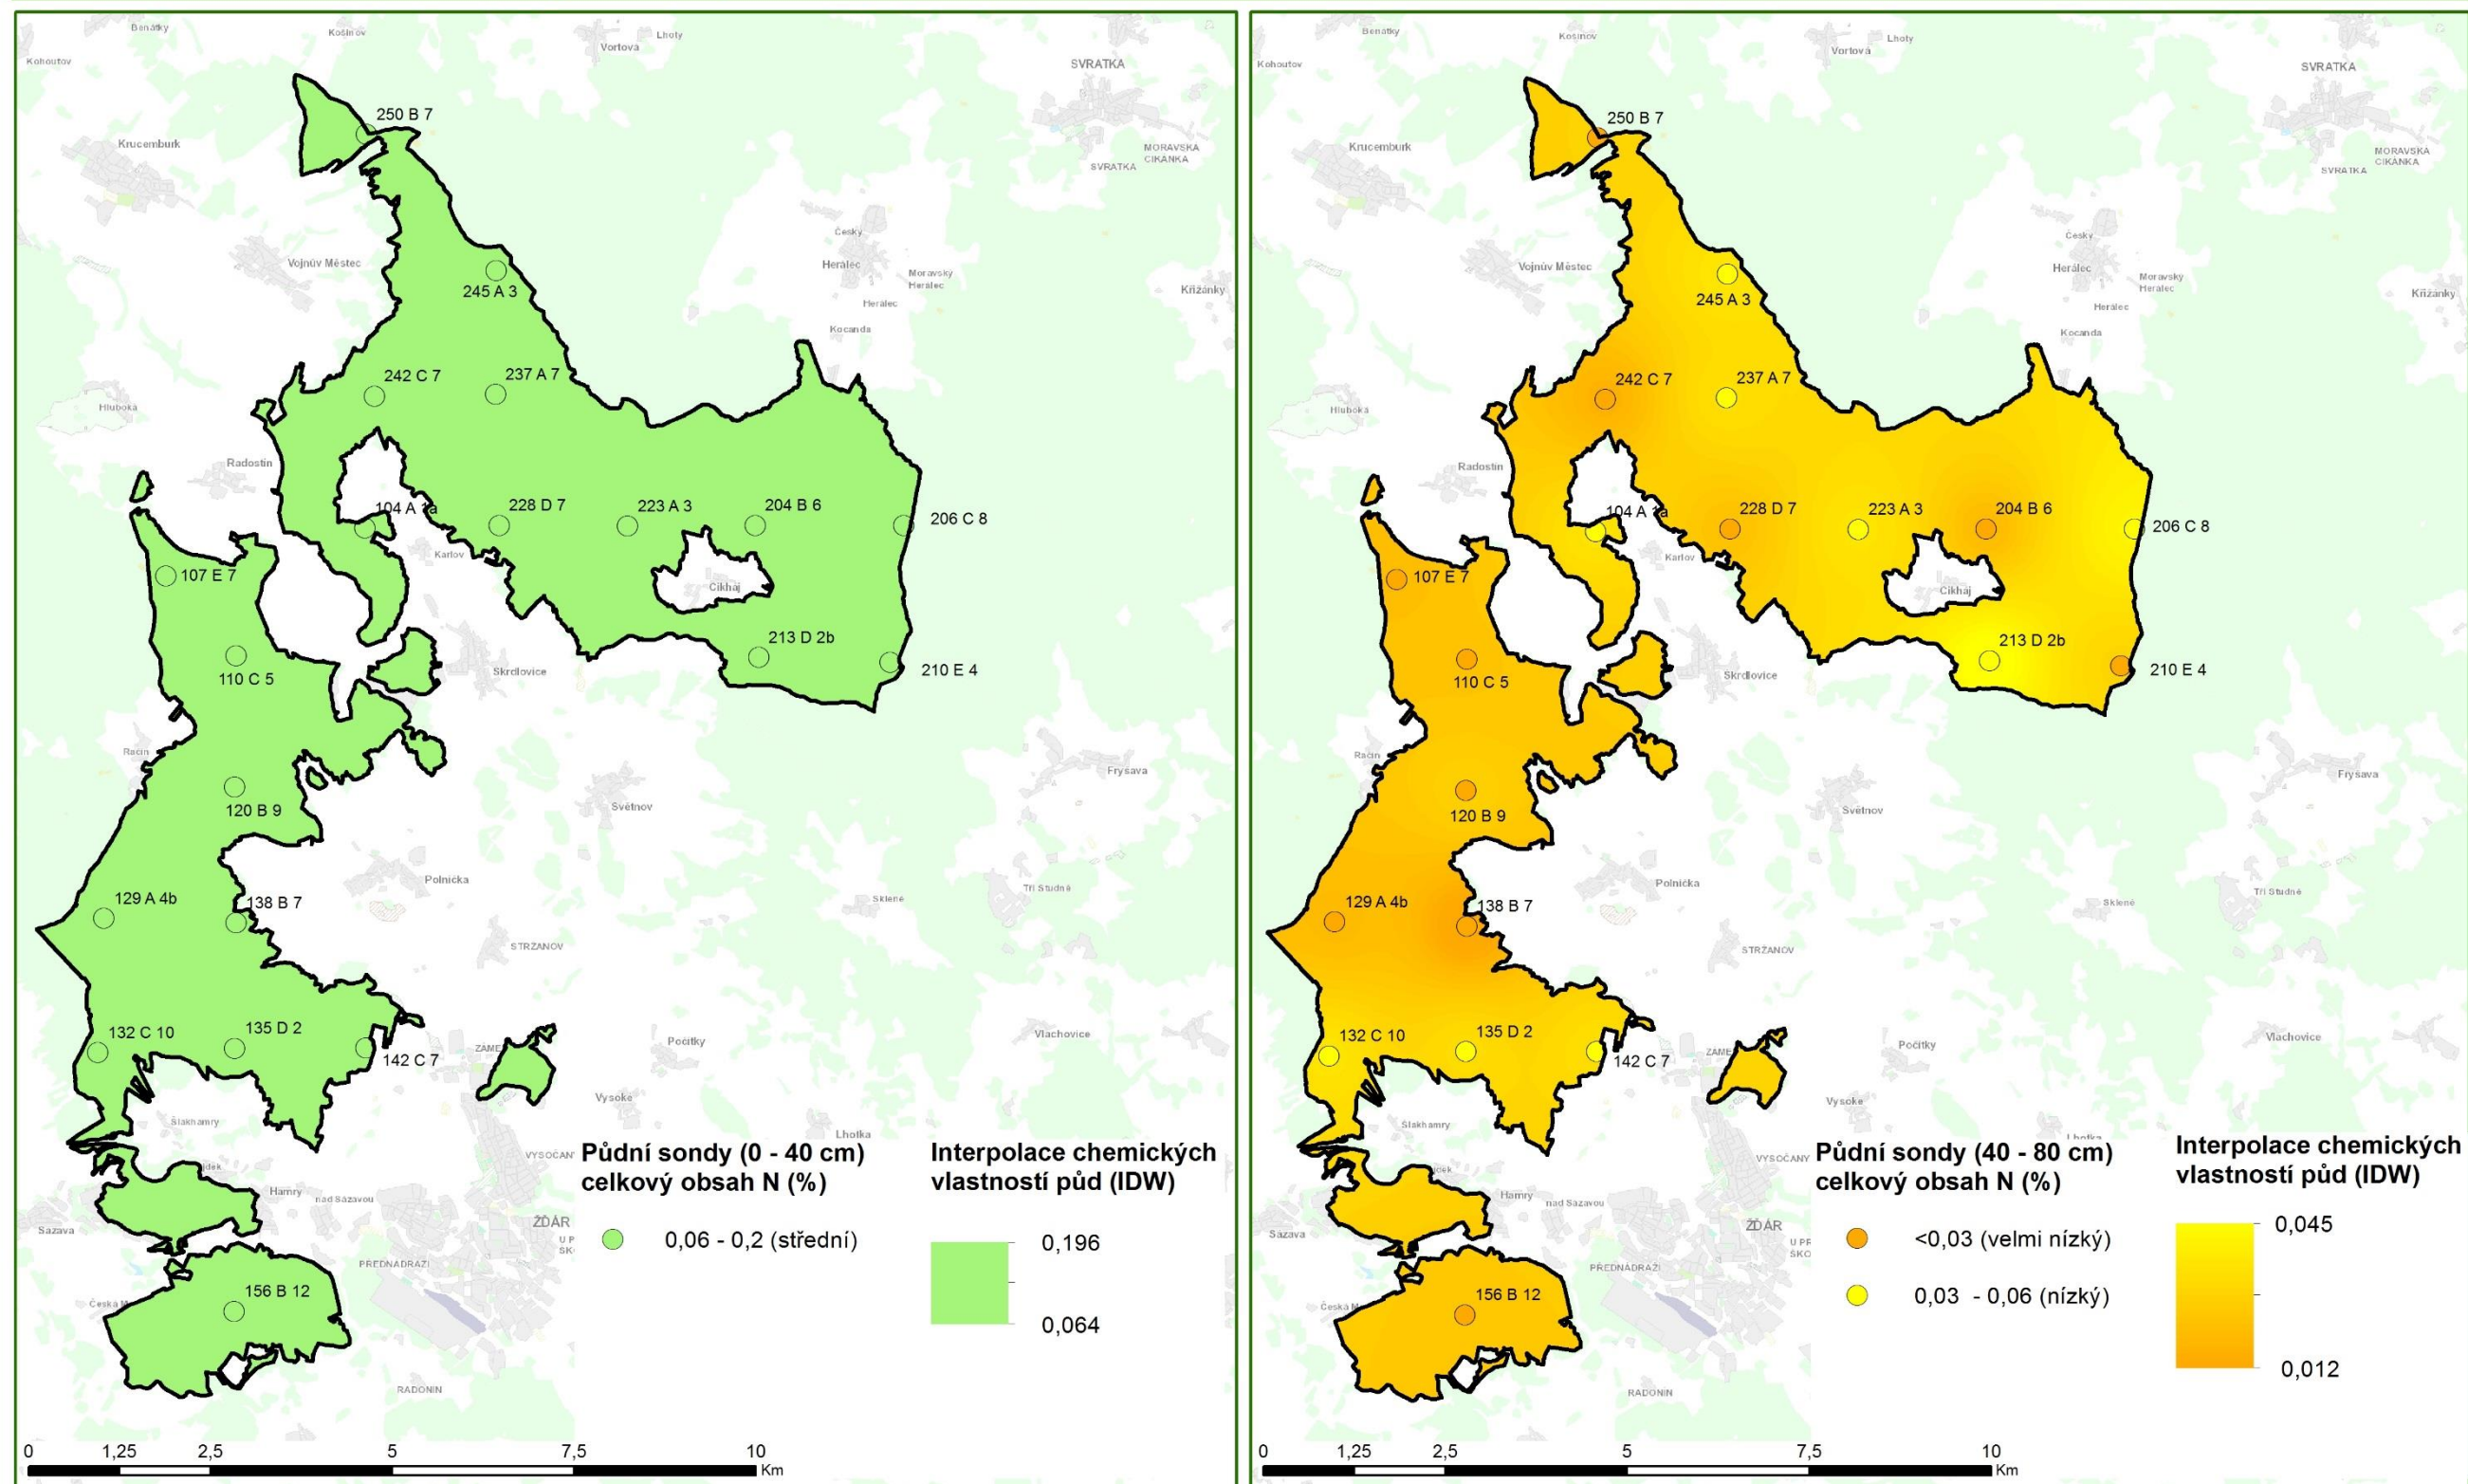 Benátky
Košinov
Lhoty
Vortová
Kohoutov
SVRATKA
250 B 7
Krucemburk
MORAVSKÁ
CIKÁNKA
SVRATKA
Český
Vojnův Městec
Herálec
Moravský
Herálec
245 A 3
Křižánky
Herálec
Kocanda
242 C 7
237 A 7
Hluboká
Radostín
104 A 1a
228 D 7
223 A 3
204 B 6
206 C 8
Karlov
107 E 7
Cikháj
213 D 2b
110 C 5
Škrdlovice
210 E 4
Račín
Fryšava
120 B 9
Světnov
Polnička
129 A 4b
138 B 7
Tři Studně
Sklené
STRŽANOV
132 C 10
135 D 2
142 C 7
ZÁME
Počítky
Vlachovice
Vysoké
Šlakhamry
Lhotka
VYSOČAN
Půdní sondy (0 - 40 cm)
celkový obsah N (%)
0,06 - 0,2 (střední)
Interpolace chemických
vlastností půd (IDW)
0,196
0,064
Hamry
nad Sázavou
Sázava
ŽĎÁR
PŘEDNÁDRAŽÍ
156 B 12
Česká M
RADONÍN
0
1,25
2,5
5
7,5
10
Km
Benátky
Košinov
Lhoty
Vortová
Kohoutov
SVRATKA
250 B 7
Krucemburk
MORAVSKÁ
CIKÁNKA
SVRATKA
Český
Vojnův Městec
Herálec
Moravský
Herálec
245 A 3
Křižánky
Herálec
Kocanda
242 C 7
237 A 7
Hluboká
Radostín
104 A 1a
228 D 7
223 A 3
204 B 6
206 C 8
Karlov
107 E 7
Cikháj
213 D 2b
110 C 5
Škrdlovice
210 E 4
Račín
Fryšava
120 B 9
Světnov
Polnička
129 A 4b
138 B 7
Tři Studně
Sklené
STRŽANOV
132 C 10
135 D 2
142 C 7
ZÁME
Počítky
Vlachovice
Vysoké
Šlakhamry
VYSOČANY
Půdní sondy (40 - 80 cm)
celkový obsah N (%)
<0,03 (velmi nízký)
0,03 - 0,06 (nízký)
Interpolace chemických
vlastností půd (IDW)
0,045
0,012
Hamry
nad Sázavou
Sázava
ŽĎÁR
PŘEDNÁDRAŽÍ
156 B 12
Česká M
RADONÍN
0
1,25
2,5
5
7,5
10
Km